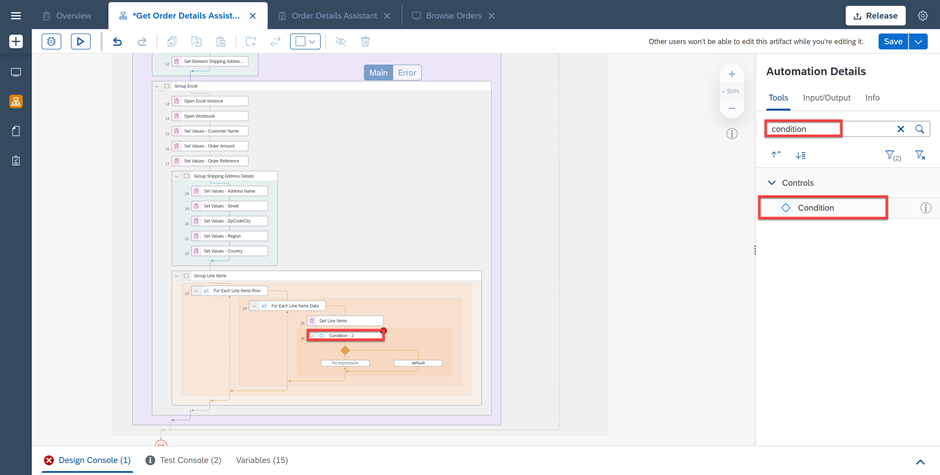 Overview
*Get Order Details Assist...
Order Details Assistant
Browse Orders
Release
Other users won't be able to edit this artifact while you're editing it.
Save
Main
Error
~ 50%
12 Get Element Shipping Addres...
Group Excel
13 Open Excel Instance
14 Open Workbook
15 Set Values - Customer Name
16 Set Values - Order Amount
17 Set Values - Order Reference
Group Shipping Address Details
18 Set Values - Address Name
19 Set Values - Street
20 Set Values - ZipCodeCity
21 Set Values - Region
22 Set Values - Country
Group Line Items
23 For Each Line Items Row
24 For Each Line Items Data
25 Get Line Items
26 Condition - 2
No expression
default
End
Automation Details
Tools
Input/Output
Info
condition
(2)
Controls
Condition
Design Console (1)
Test Console (2)
Variables (15)